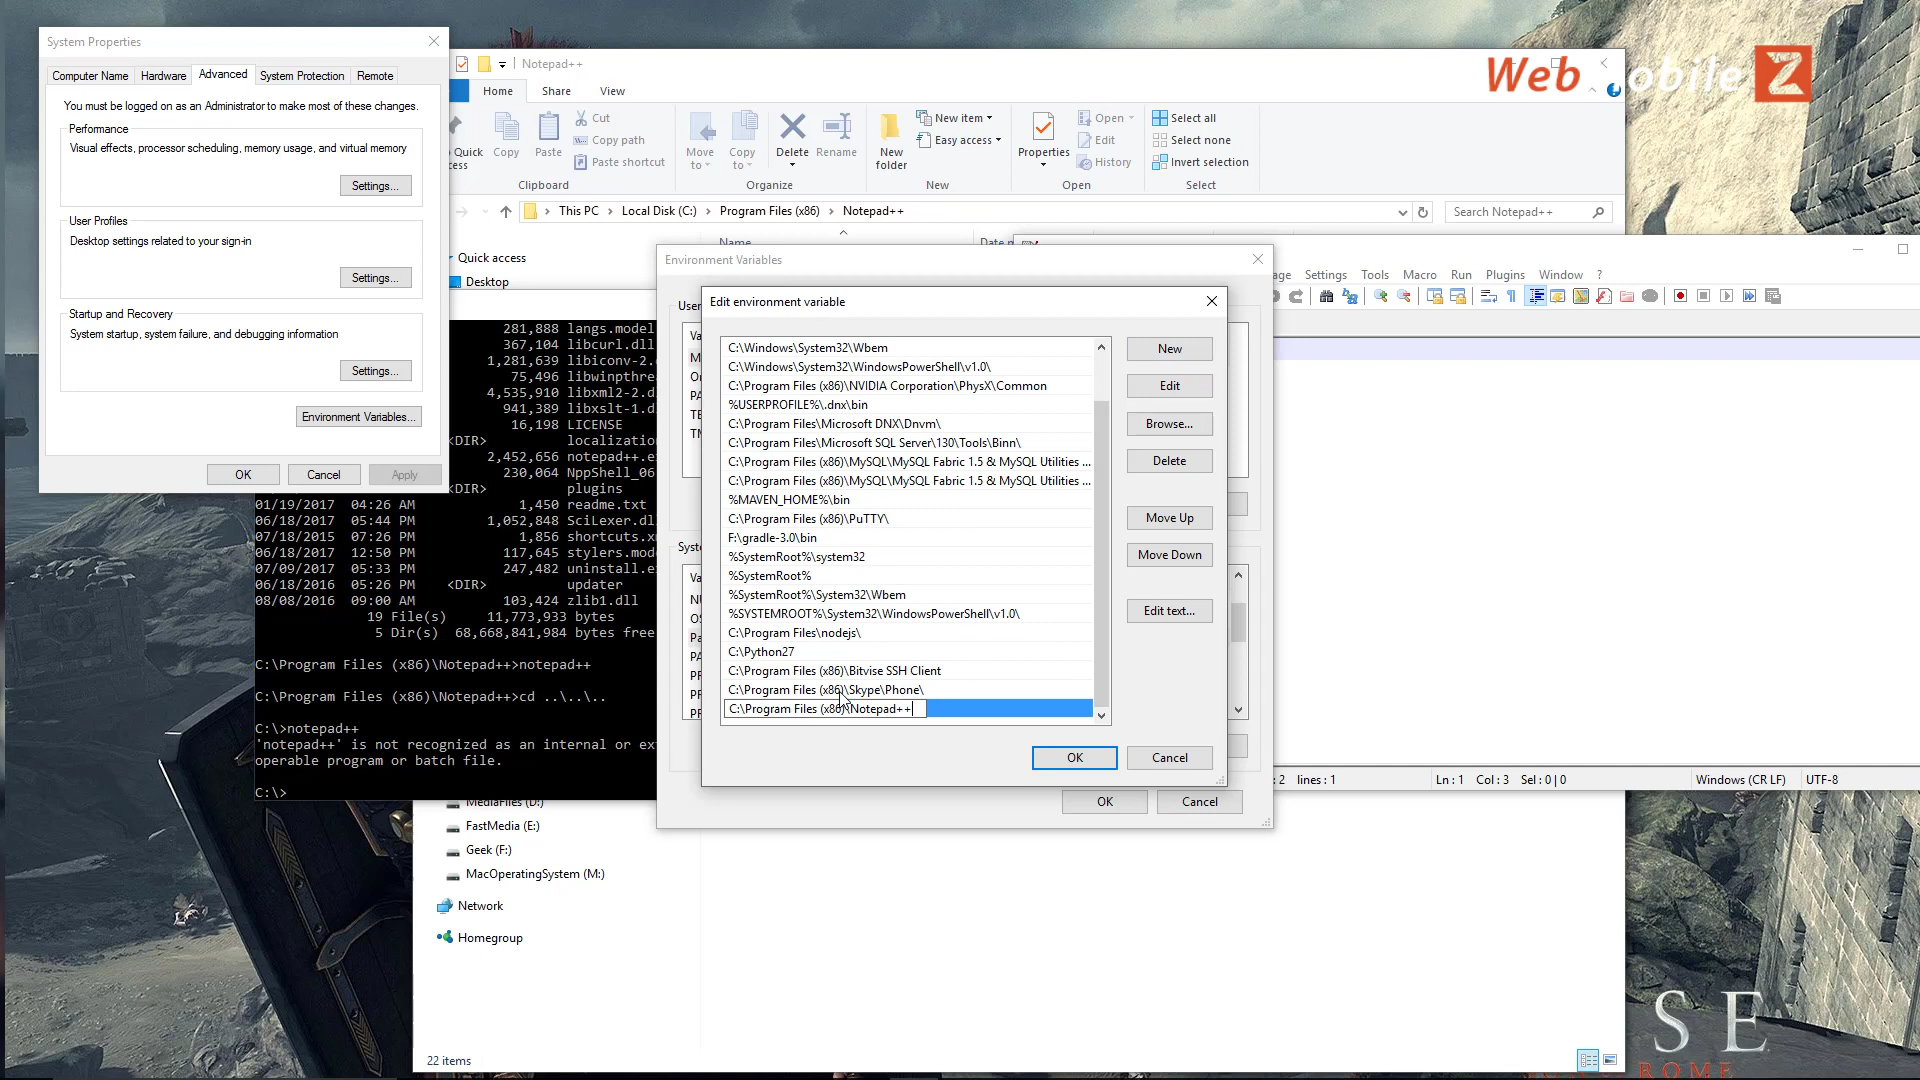 System Properties
Computer Name Hardware Advanced System Protection Remote
You must be logged on as an Administrator to make most of these changes.
Performance
Visual effects, processor scheduling, memory usage, and virtual memory
Settings...
User Profiles
Desktop settings related to your sign-in
Settings...
Startup and Recovery
System startup, system failure, and debugging information
Settings...
Environment Variables...
OK Cancel Apply
Notepad++
Home Share View
Quick
Copy
Paste
Cut
Copy path
Paste shortcut
Clipboard
Move to
Copy to
Delete
Rename
Organize
New folder
New item
Easy access
New
Properties
Open
Edit
History
Open
Select all
Select none
Invert selection
Select
This PC Local Disk (C:) Program Files (x86) Notepad++
Search Notepad++
Web obile Z
Name
Quick access
Desktop
281,888 langs.model
367,104 libcurl.dll
1,281,639 libiconv-2.
75,496 libwinpthre
4,535,910 libxml2-2.d
941,389 libxslt-1.d
16,198 LICENSE
<DIR> localizatio
2,452,656 notepad++.e
230,064 NppShell_06
<DIR> plugins
01/19/2017 04:26 AM 1,450 readme.txt
06/18/2017 05:44 PM 1,052,848 SciLexer.dl
07/18/2015 07:26 PM 1,856 shortcuts.x
06/18/2017 12:50 PM 117,645 stylers.mod
07/09/2017 05:33 PM 247,482 uninstall.e
06/18/2017 05:26 PM <DIR> updater
08/08/2016 09:00 AM 103,424 zlib1.dll
19 File(s) 11,773,933 bytes
5 Dir(s) 68,668,841,984 bytes free
C:\Program Files (x86)\Notepad++>notepad++
C:\Program Files (x86)\Notepad++>cd ..\..\..
C:\>notepad++
'notepad++' is not recognized as an internal or ex
operable program or batch file.
C:\>
Environment Variables
User
Syst
Edit environment variable
C:\Windows\System32\Wbem
C:\Windows\System32\WindowsPowerShell\v1.0\
C:\Program Files (x86)\NVIDIA Corporation\PhysX\Common
%USERPROFILE%\.dnx\bin
C:\Program Files\Microsoft DNX\Dnvm\
C:\Program Files\Microsoft SQL Server\130\Tools\Binn\
C:\Program Files (x86)\MySQL\MySQL Fabric 1.5 & MySQL Utilities ...
C:\Program Files (x86)\MySQL\MySQL Fabric 1.5 & MySQL Utilities ...
%MAVEN_HOME%\bin
C:\Program Files (x86)\PuTTY\
F:\gradle-3.0\bin
%SystemRoot%\system32
%SystemRoot%
%SystemRoot%\System32\Wbem
%SYSTEMROOT%\System32\WindowsPowerShell\v1.0\
C:\Program Files\nodejs\
C:\Python27
C:\Program Files (x86)\Bitvise SSH Client
C:\Program Files (x86)\Skype\Phone\
C:\Program Files (x86)\Notepad++
New
Edit
Browse...
Delete
Move Up
Move Down
Edit text...
OK Cancel
OK Cancel
age Settings Tools Macro Run Plugins Window ?
: 2 lines : 1 Ln : 1 Col : 3 Sel : 0 | 0 Windows (CR LF) UTF-8
MediaFiles (D:)
FastMedia (E:)
Geek (F:)
MacOperatingSystem (M:)
Network
Homegroup
22 items
S E
ROME